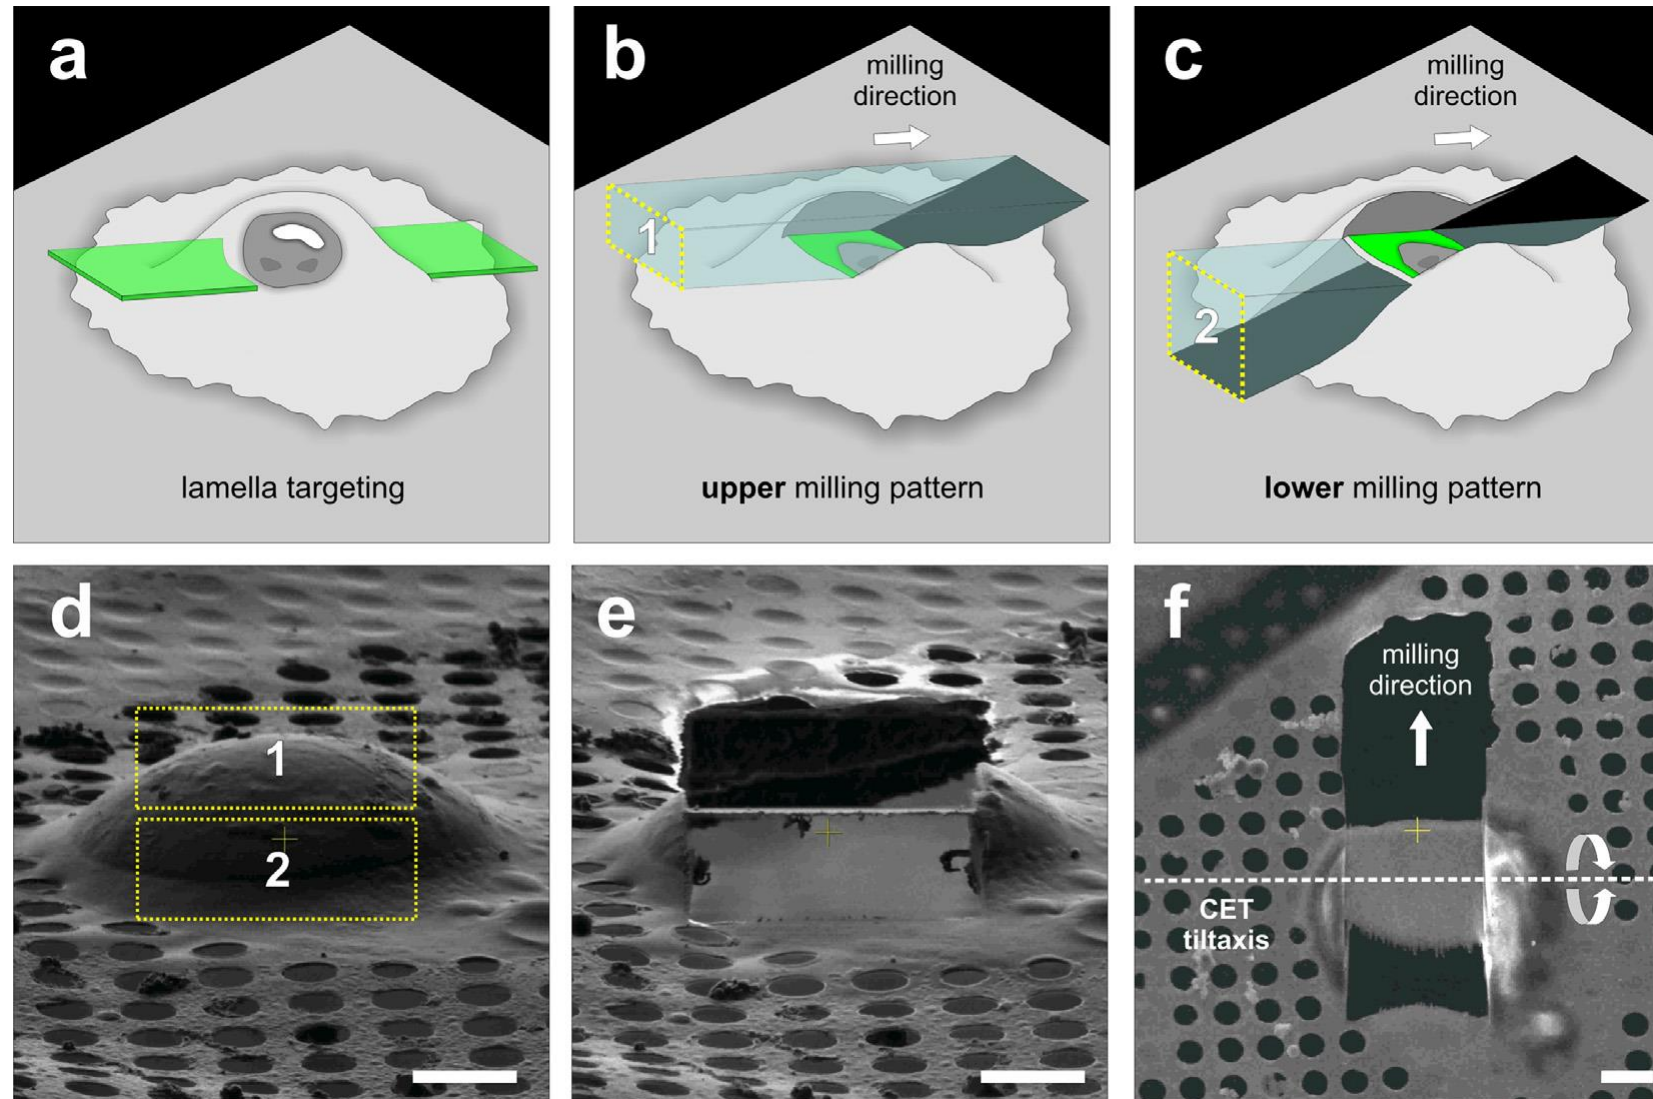 a
lamella targeting
b
milling
direction
1
upper milling pattern
c
milling
direction
2
lower milling pattern
d
1
2
e
f
milling
direction
CET
tiltaxis